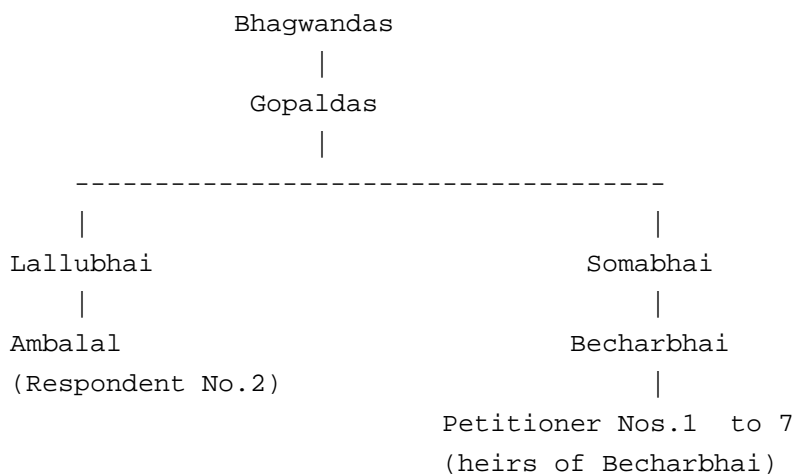 Bhagwandas
|
Gopaldas
|
-------------------------------------
| |
Lallubhai Somabhai
| |
Ambalal Becharbhai
(Respondent No.2) |
Petitioner Nos.1 to 7
(heirs of Becharbhai)